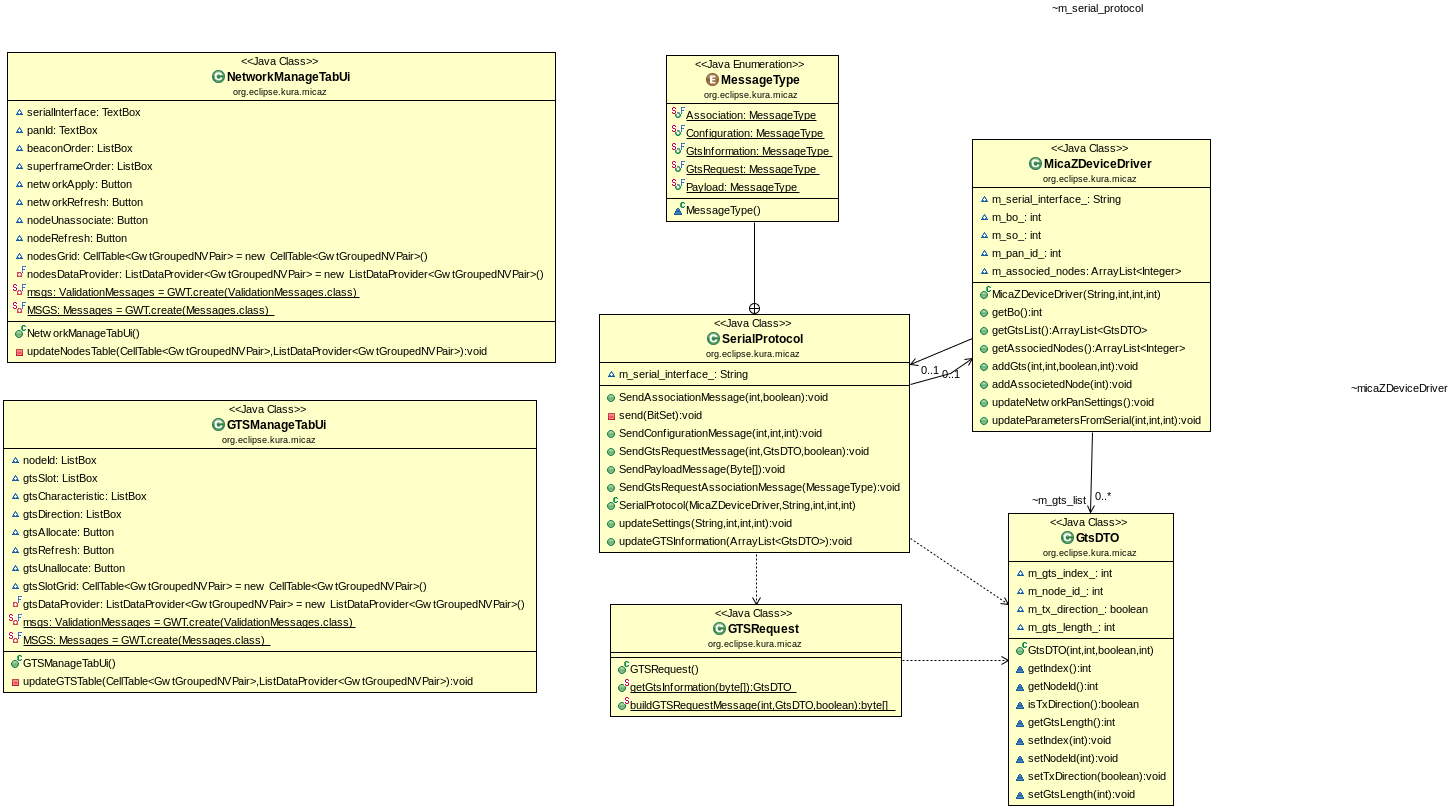 ~m_serial_protocol
<<Java Class>>
NetworkManageTabUi
org.eclipse.kura.micaz
serialInterface: TextBox
panId: TextBox
beaconOrder: ListBox
superframeOrder: ListBox
networkApply: Button
networkRefresh: Button
nodeUnassociate: Button
nodeRefresh: Button
nodesGrid: CellTable<GwtGroupedNVPair> = new CellTable<GwtGroupedNVPair>()
nodesDataProvider: ListDataProvider<GwtGroupedNVPair> = new ListDataProvider<GwtGroupedNVPair>()
msgs: ValidationMessages = GWT.create(ValidationMessages.class)
MSGS: Messages = GWT.create(Messages.class)
NetworkManageTabUi()
updateNodesTable(CellTable<GwtGroupedNVPair>,ListDataProvider<GwtGroupedNVPair>):void
<<Java Enumeration>>
MessageType
org.eclipse.kura.micaz
Association: MessageType
Configuration: MessageType
GtsInformation: MessageType
GtsRequest: MessageType
Payload: MessageType
MessageType()
<<Java Class>>
MicaZDeviceDriver
org.eclipse.kura.micaz
m_serial_interface_: String
m_bo_: int
m_so_: int
m_pan_id_: int
m_associed_nodes: ArrayList<Integer>
MicaZDeviceDriver(String,int,int,int)
getBo():int
getGtsList():ArrayList<GtsDTO>
getAssociedNodes():ArrayList<Integer>
addGts(int,int,boolean,int):void
addAssocietedNode(int):void
updateNetworkPanSettings():void
updateParametersFromSerial(int,int,int):void
<<Java Class>>
SerialProtocol
org.eclipse.kura.micaz
m_serial_interface_: String
SendAssociationMessage(int,boolean):void
send(BitSet):void
SendConfigurationMessage(int,int,int):void
SendGtsRequestMessage(int,GtsDTO,boolean):void
SendPayloadMessage(Byte[]):void
SendGtsRequestAssociationMessage(MessageType):void
SerialProtocol(MicaZDeviceDriver,String,int,int,int)
updateSettings(String,int,int,int):void
updateGTSInformation(ArrayList<GtsDTO>):void
0..1
0..1
~micaZDeviceDriver
<<Java Class>>
GTSManageTabUi
org.eclipse.kura.micaz
nodeId: ListBox
gtsSlot: ListBox
gtsCharacteristic: ListBox
gtsDirection: ListBox
gtsAllocate: Button
gtsRefresh: Button
gtsUnallocate: Button
gtsSlotGrid: CellTable<GwtGroupedNVPair> = new CellTable<GwtGroupedNVPair>()
gtsDataProvider: ListDataProvider<GwtGroupedNVPair> = new ListDataProvider<GwtGroupedNVPair>()
msgs: ValidationMessages = GWT.create(ValidationMessages.class)
MSGS: Messages = GWT.create(Messages.class)
GTSManageTabUi()
updateGTSTable(CellTable<GwtGroupedNVPair>,ListDataProvider<GwtGroupedNVPair>):void
~m_gts_list
0..*
<<Java Class>>
GTSRequest
org.eclipse.kura.micaz
GTSRequest()
getGtsInformation(byte[]):GtsDTO
buildGTSRequestMessage(int,GtsDTO,boolean):byte[]
<<Java Class>>
GtsDTO
org.eclipse.kura.micaz
m_gts_index_: int
m_node_id_: int
m_tx_direction_: boolean
m_gts_length_: int
GtsDTO(int,int,boolean,int)
getIndex():int
getNodeId():int
isTxDirection():boolean
getGtsLength():int
setIndex(int):void
setNodeId(int):void
setTxDirection(boolean):void
setGtsLength(int):void